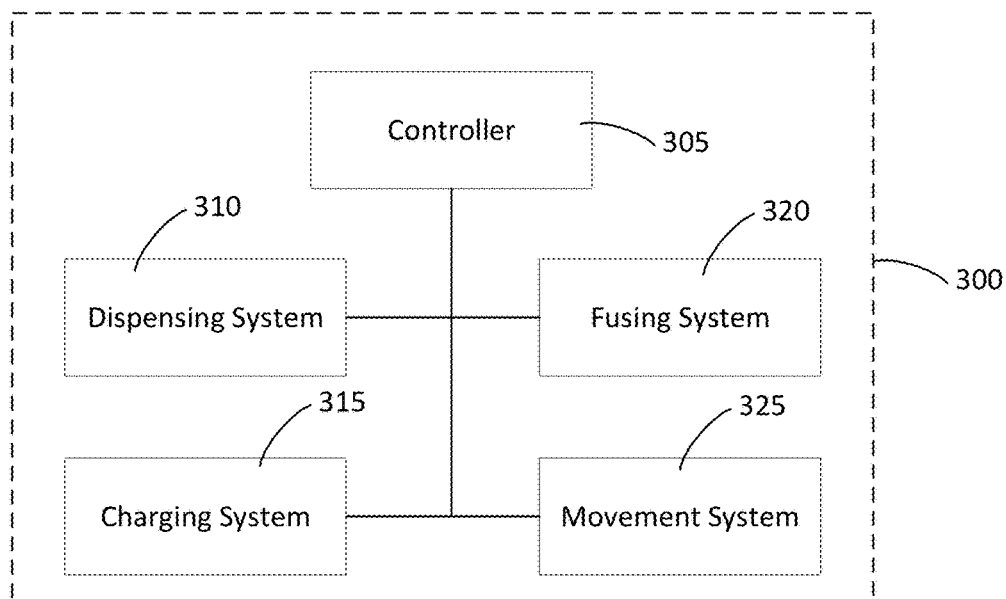 Controller
305
310
320
300
Dispensing System
Fusing System
315
325
Charging System
Movement System